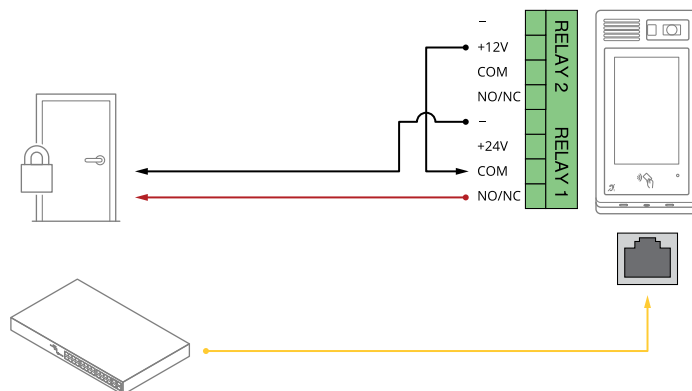 –
+12V
COM
NO/NC
–
+24V
COM
NO/NC
RELAY 2
RELAY 1